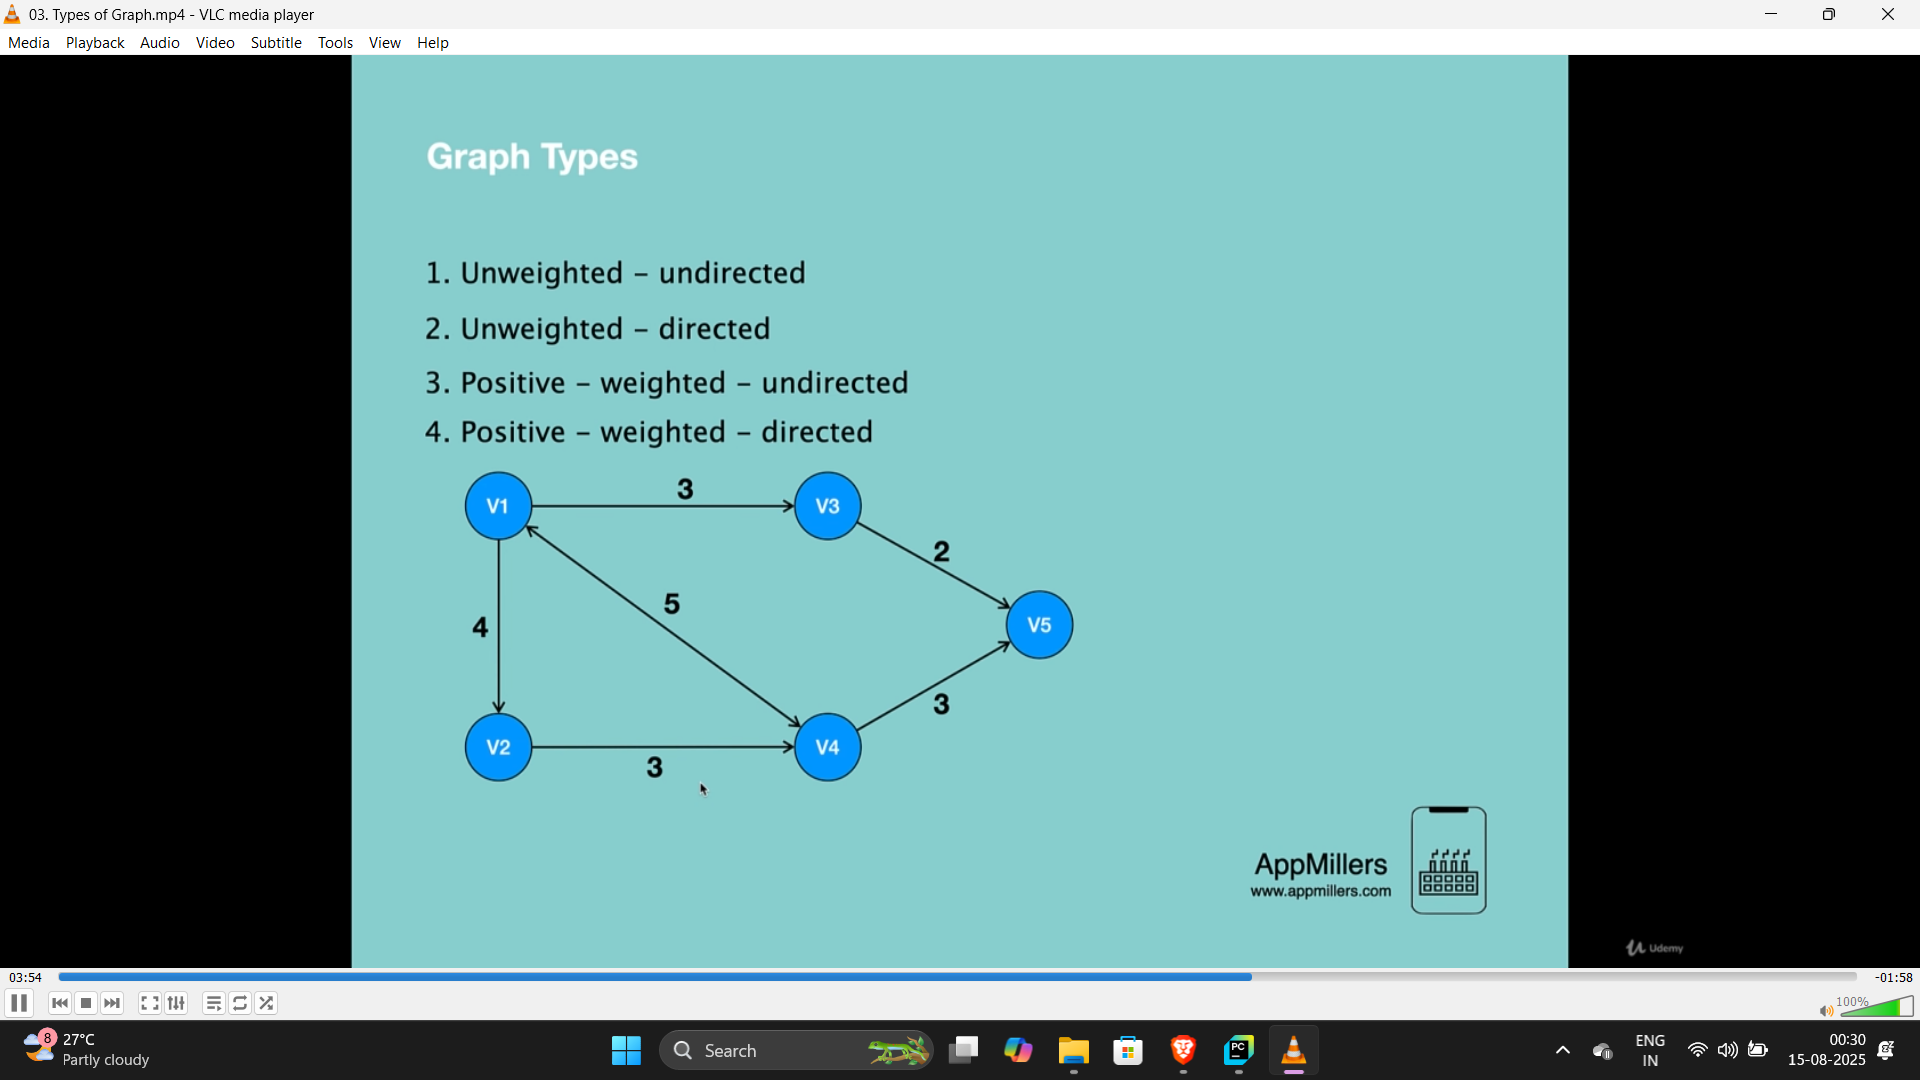 03. Types of Graph.mp4 - VLC media player
Media Playback Audio Video Subtitle Tools View Help
Graph Types
1. Unweighted – undirected
2. Unweighted – directed
3. Positive – weighted – undirected
4. Positive – weighted – directed
V1
3
V3
2
5
4
V5
3
V2
V4
3
AppMillers
www.appmillers.com
Udemy
03:54
-01:58
100%
8
27°C
Partly cloudy
Search
PC
ENG
IN
00:30
15-08-2025